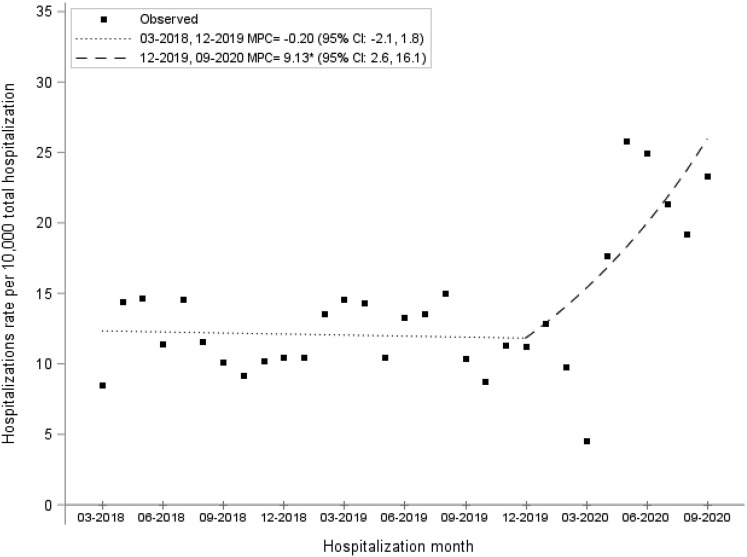 Hospitalizations rate per 10,000 total hospitalization
35
30
25
20
15
10
5
0
Observed
03-2018, 12-2019 MPC= -0.20 (95% CI: -2.1, 1.8)
12-2019, 09-2020 MPC= 9.13* (95% CI: 2.6, 16.1)
03-2018 06-2018 09-2018 12-2018 03-2019 06-2019 09-2019 12-2019 03-2020 06-2020 09-2020
Hospitalization month